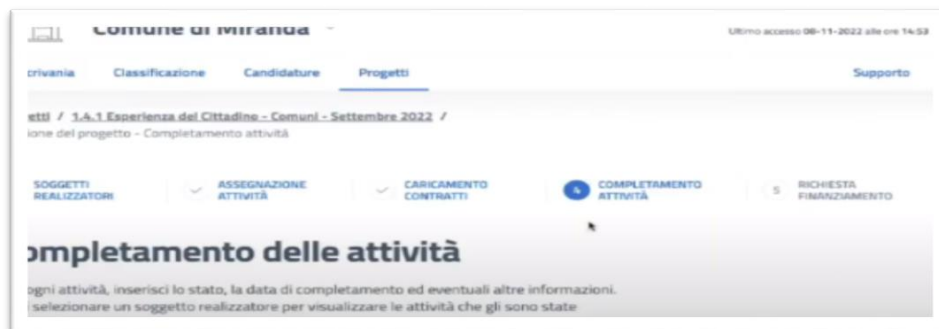 Comune di Miranda
Ultimo accesso 08-11-2022 alle ore 14:53
crivania Classificazione Candidature Progetti Supporto
etti / 1.4.1 Esperienza del Cittadino - Comuni - Settembre 2022 /
ione del progetto - Completamento attività
SOGGETTI REALIZZATORI
ASSEGNAZIONE ATTIVITÀ
CARICAMENTO CONTRATTI
4 COMPLETAMENTO ATTIVITÀ
5 RICHIESTA FINANZIAMENTO
ompletamento delle attività
ogni attività, inserisci lo stato, la data di completamento ed eventuali altre informazioni.
i selezionare un soggetto realizzatore per visualizzare le attività che gli sono state